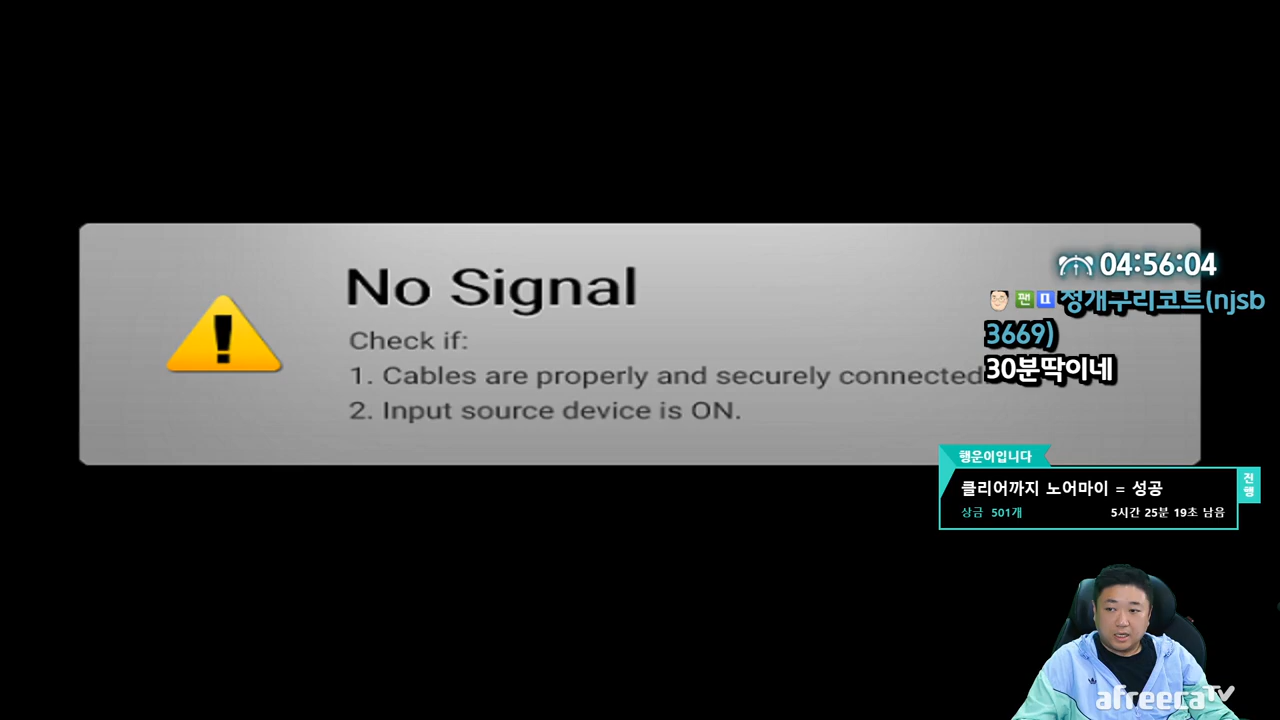 No Signal
Check if:
1. Cables are properly and securely connected
2. Input source device is ON.
04:56:04
팬 정개구리코트(njsb
3669)
30분딱이네
행운이입니다
진행
클리어까지 노어마이 = 성공
상금 501개
5시간 25분 19초 남음
afreecaTV